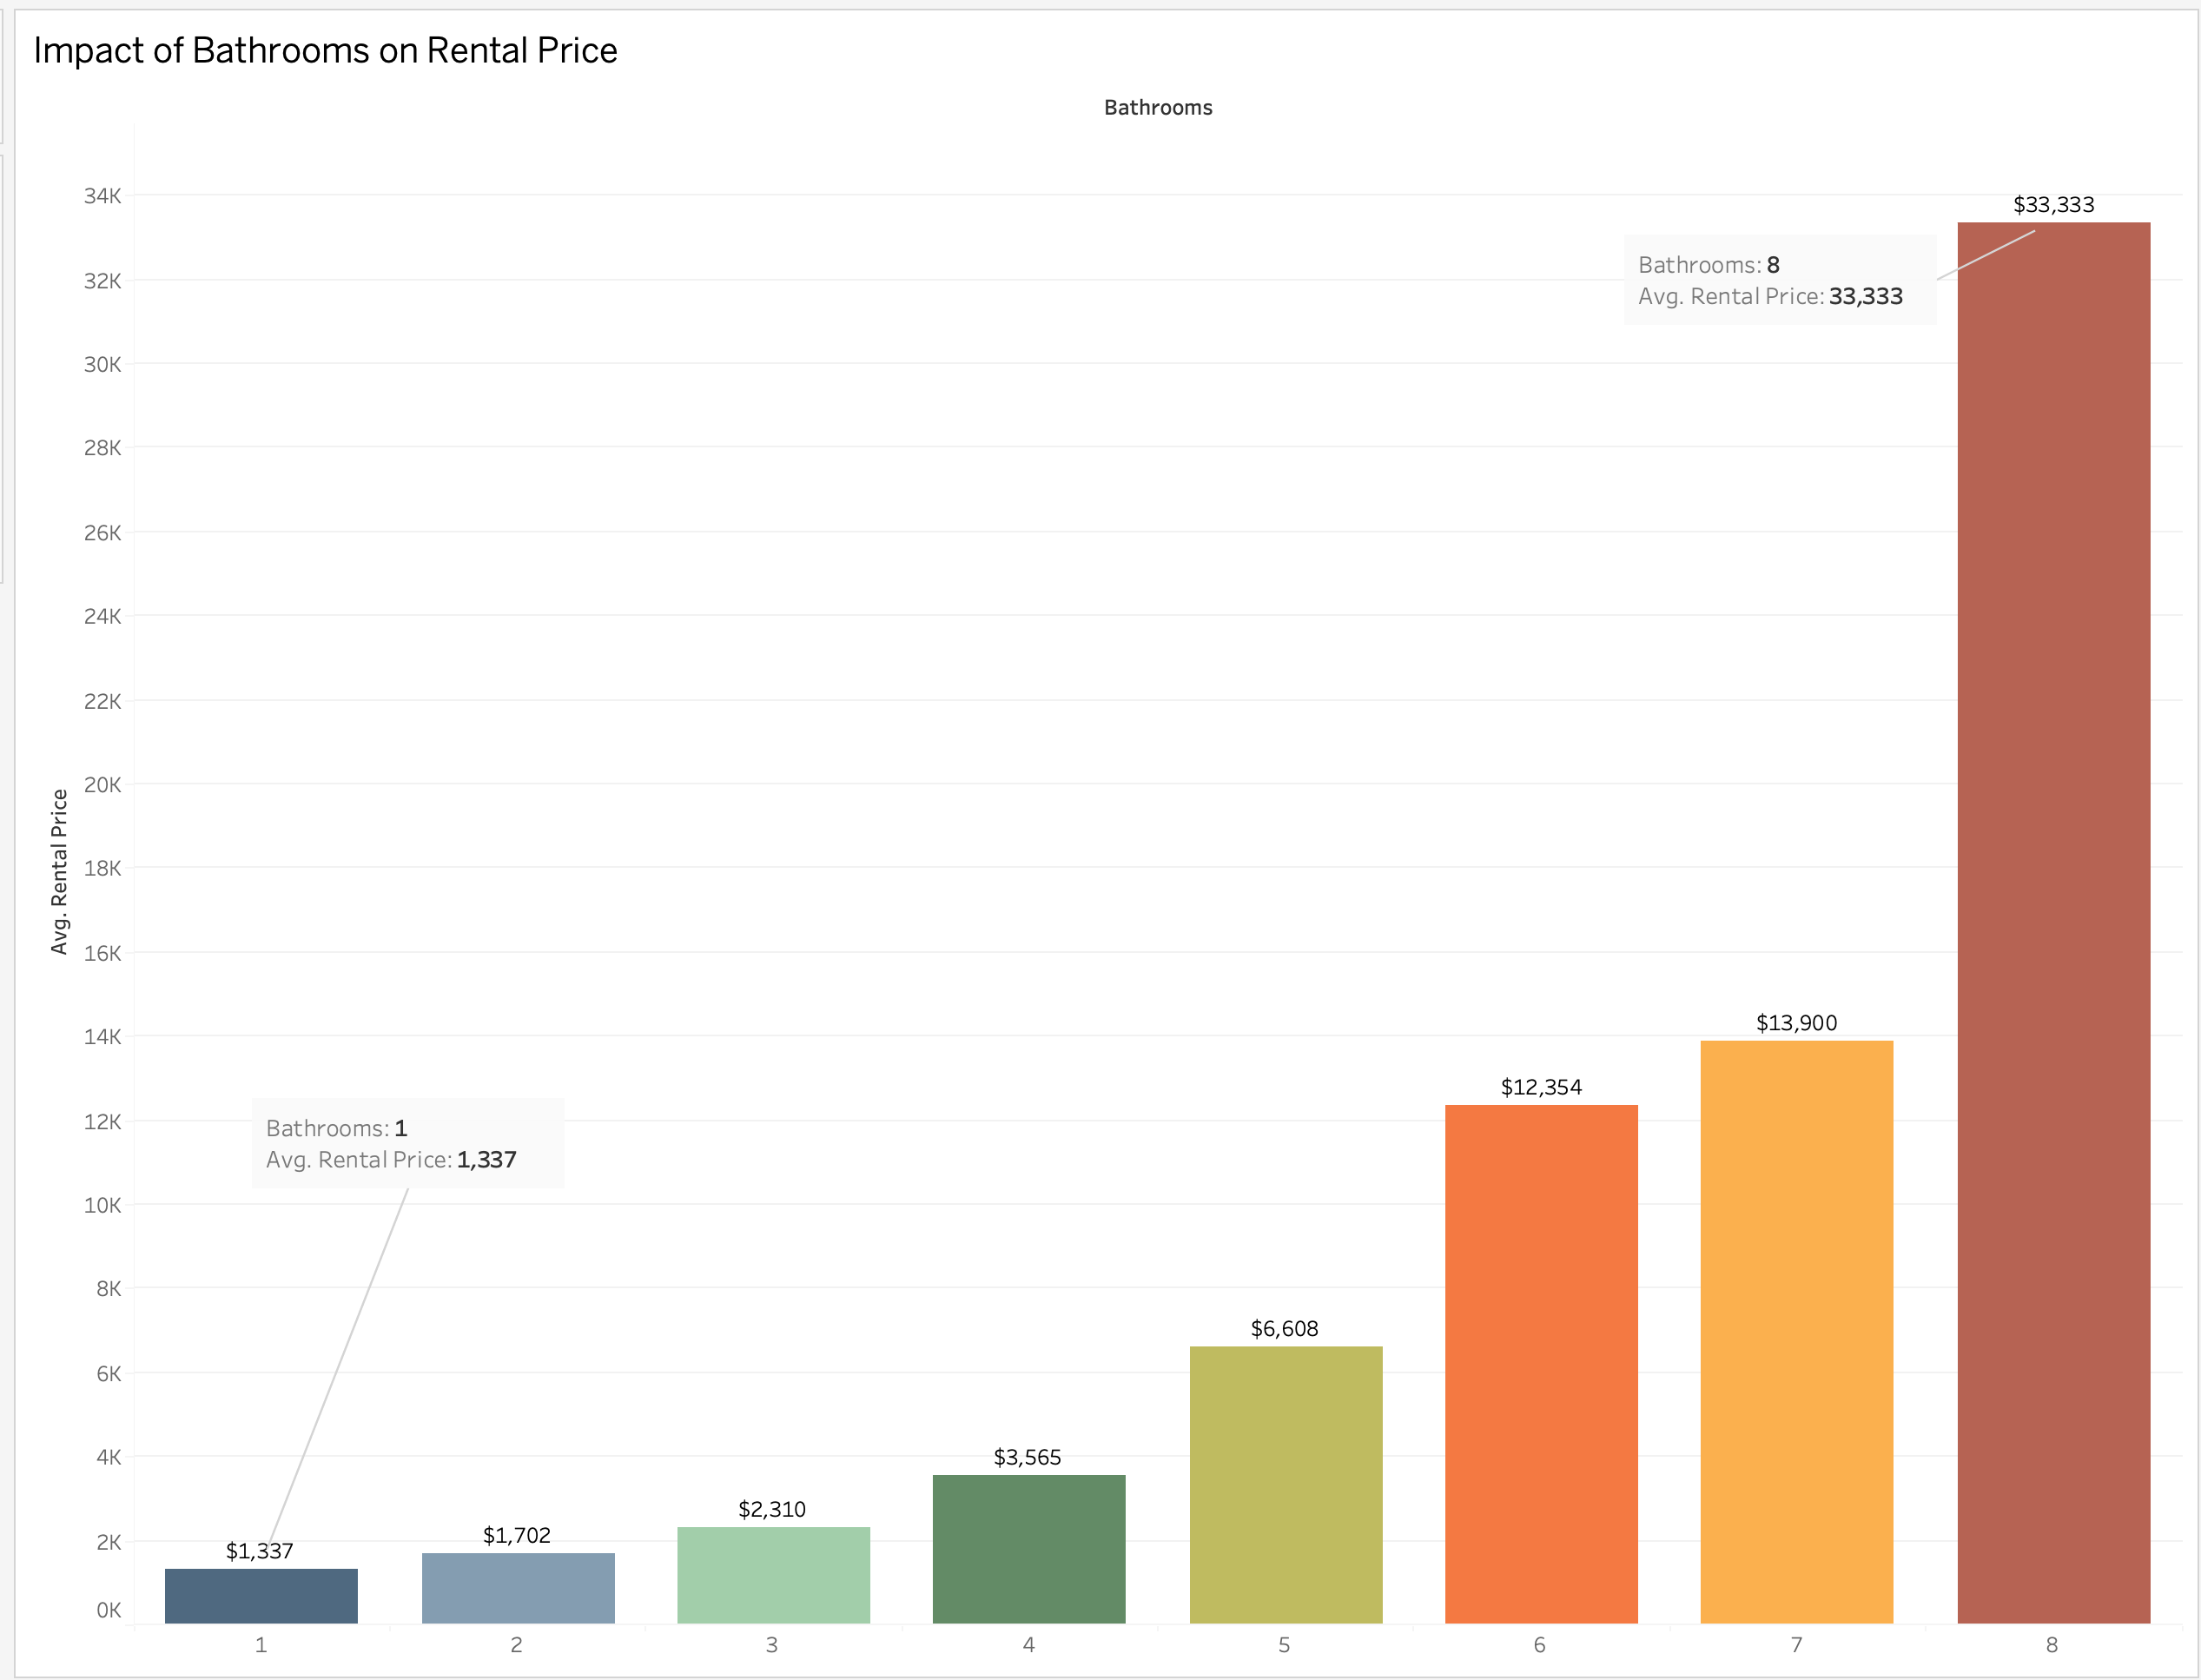 Impact of Bathrooms on Rental Price
Bathrooms
Avg. Rental Price
34K
32K
30K
28K
26K
24K
22K
20K
18K
16K
14K
12K
10K
8K
6K
4K
2K
0K
$33,333
Bathrooms: 8
Avg. Rental Price: 33,333
$13,900
$12,354
Bathrooms: 1
Avg. Rental Price: 1,337
$6,608
$3,565
$2,310
$1,702
$1,337
1 2 3 4 5 6 7 8